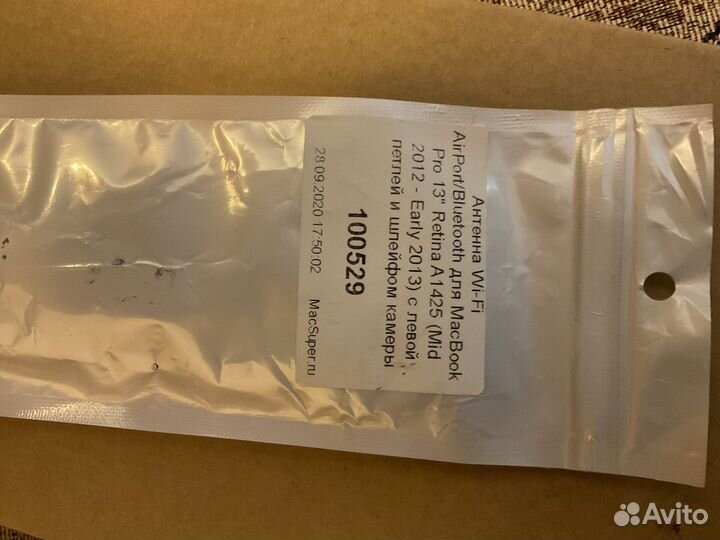 Антенна Wi-Fi
AirPort/Bluetooth для MacBook
Pro 13" Retina A1425 (Mid
2012 - Early 2013) с левой
петлей и шлейфом камеры
100529
28.09.2020 17:50:02 MacSuper.ru
Avito